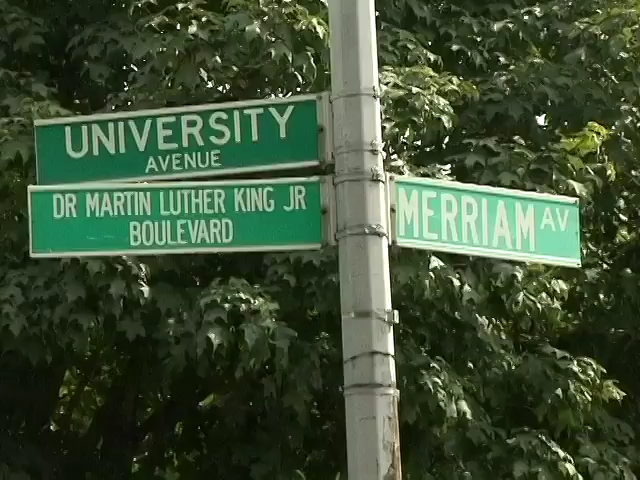 UNIVERSITY
AVENUE
DR MARTIN LUTHER KING JR
BOULEVARD
MERRIAM AV